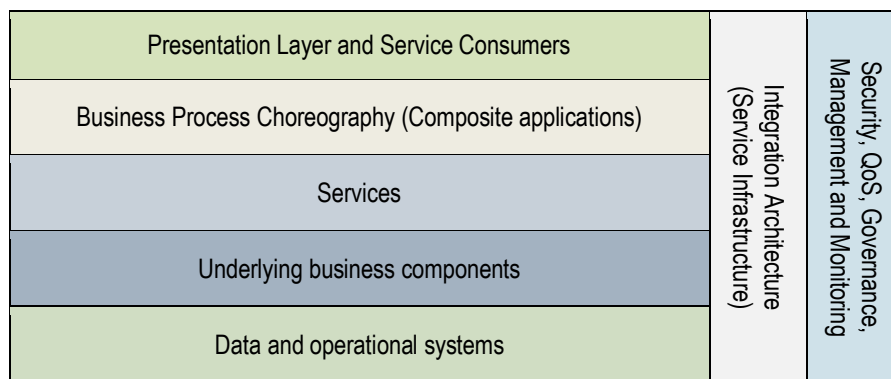 Presentation Layer and Service Consumers
Business Process Choreography (Composite applications)
Services
Underlying business components
Data and operational systems
Integration Architecture
(Service Infrastructure)
Security, QoS, Governance,
Management and Monitoring